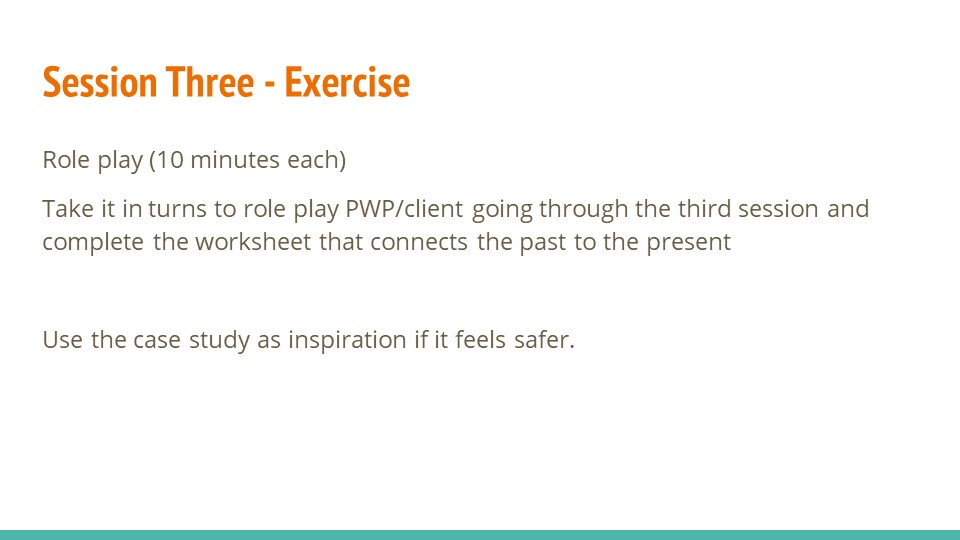 Session Three - Exercise
Role play (10 minutes each)
Take it in turns to role play PWP/client going through the third session and
complete the worksheet that connects the past to the present
Use the case study as inspiration if it feels safer.